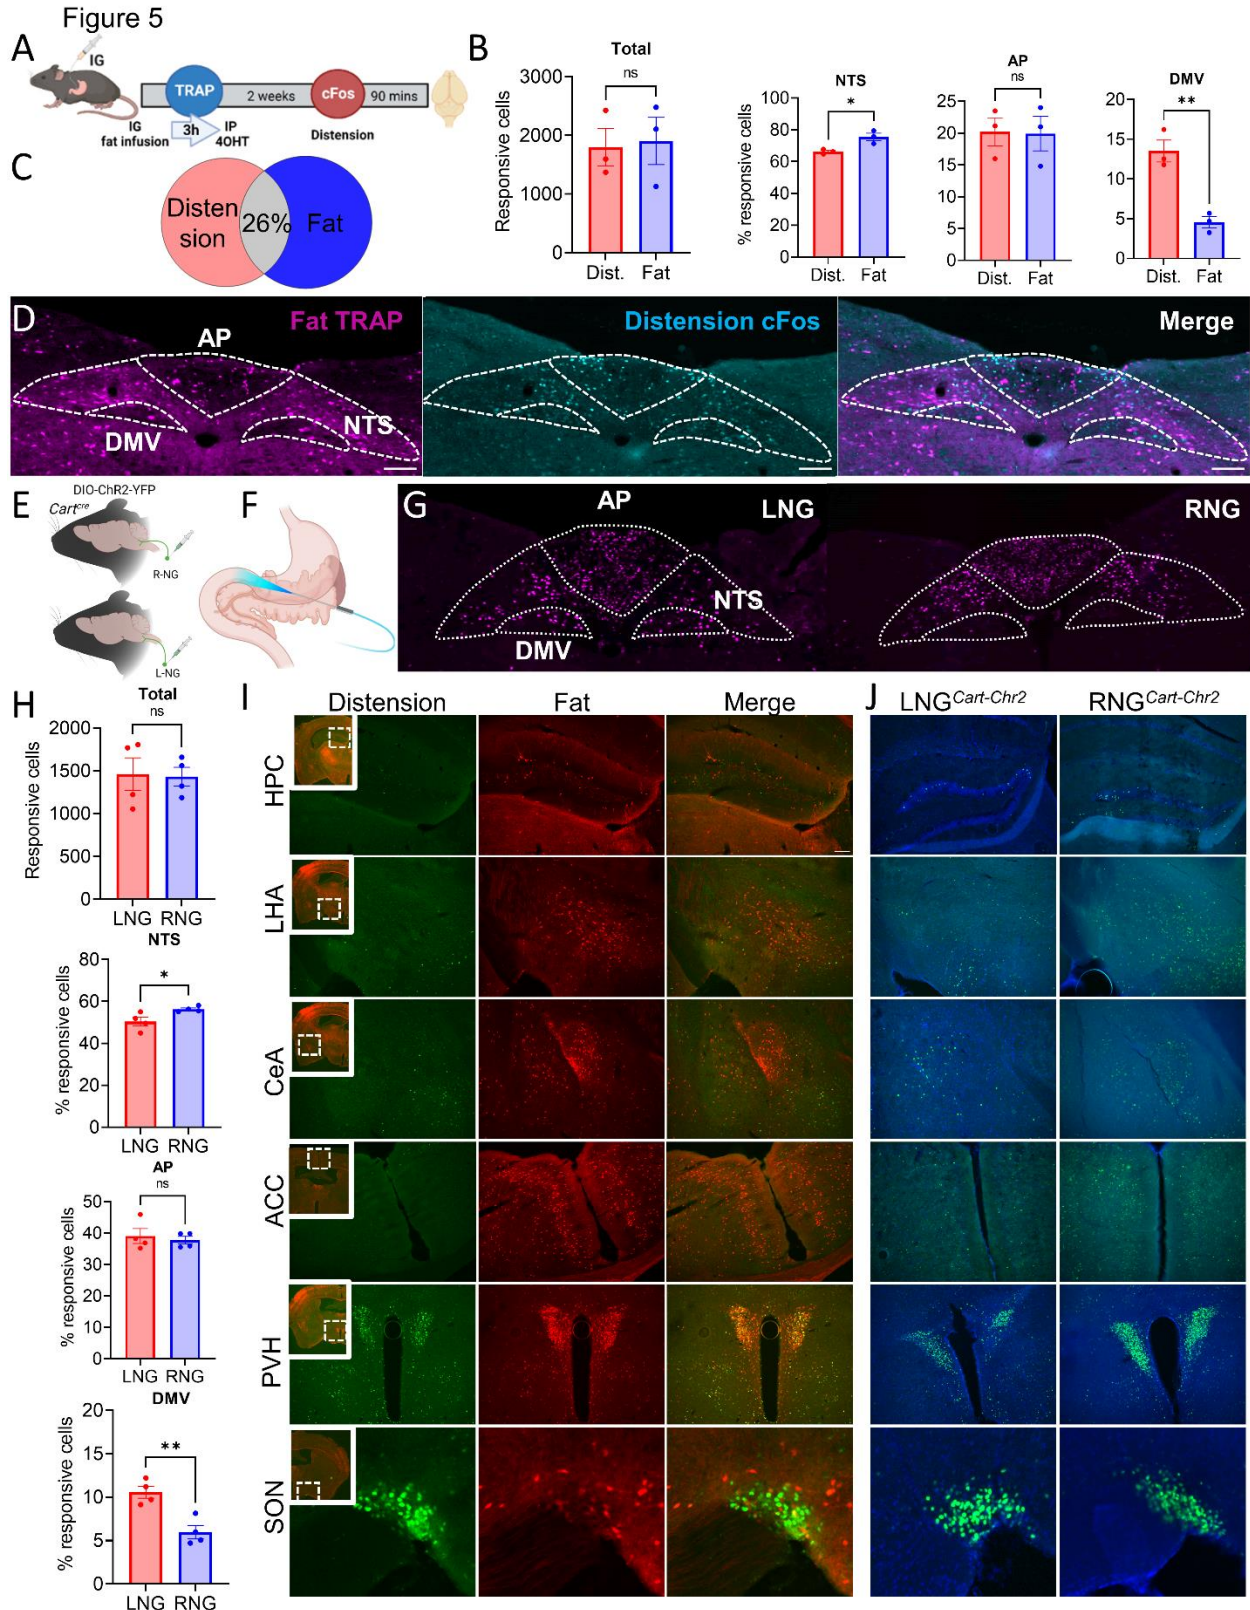 Figure 5
A
IG
TRAP
2 weeks
cFos
90 mins
IG
fat infusion
3h
IP
4OHT
Distension
B
Total
ns
Responsive cells
3000
2000
1000
0
Dist. Fat
NTS
*
% responsive cells
100
80
60
40
20
0
Dist. Fat
AP
ns
25
20
15
10
5
0
Dist. Fat
DMV
**
20
15
10
5
0
Dist. Fat
C
Disten
sion
26%
Fat
D
Fat TRAP
AP
DMV
NTS
Distension cFos
Merge
E
DIO-ChR2-YFP
Cartcre
R-NG
L-NG
F
G
AP
LNG
NTS
DMV
RNG
H
Total
ns
Responsive cells
2000
1500
1000
500
0
LNG RNG
NTS
*
% responsive cells
80
60
40
20
0
LNG RNG
AP
ns
% responsive cells
50
40
30
20
10
0
LNG RNG
DMV
**
% responsive cells
20
15
10
5
0
LNG RNG
I
Distension
Fat
Merge
HPC
LHA
CeA
ACC
PVH
SON
J
LNGCart-Chr2
RNGCart-Chr2